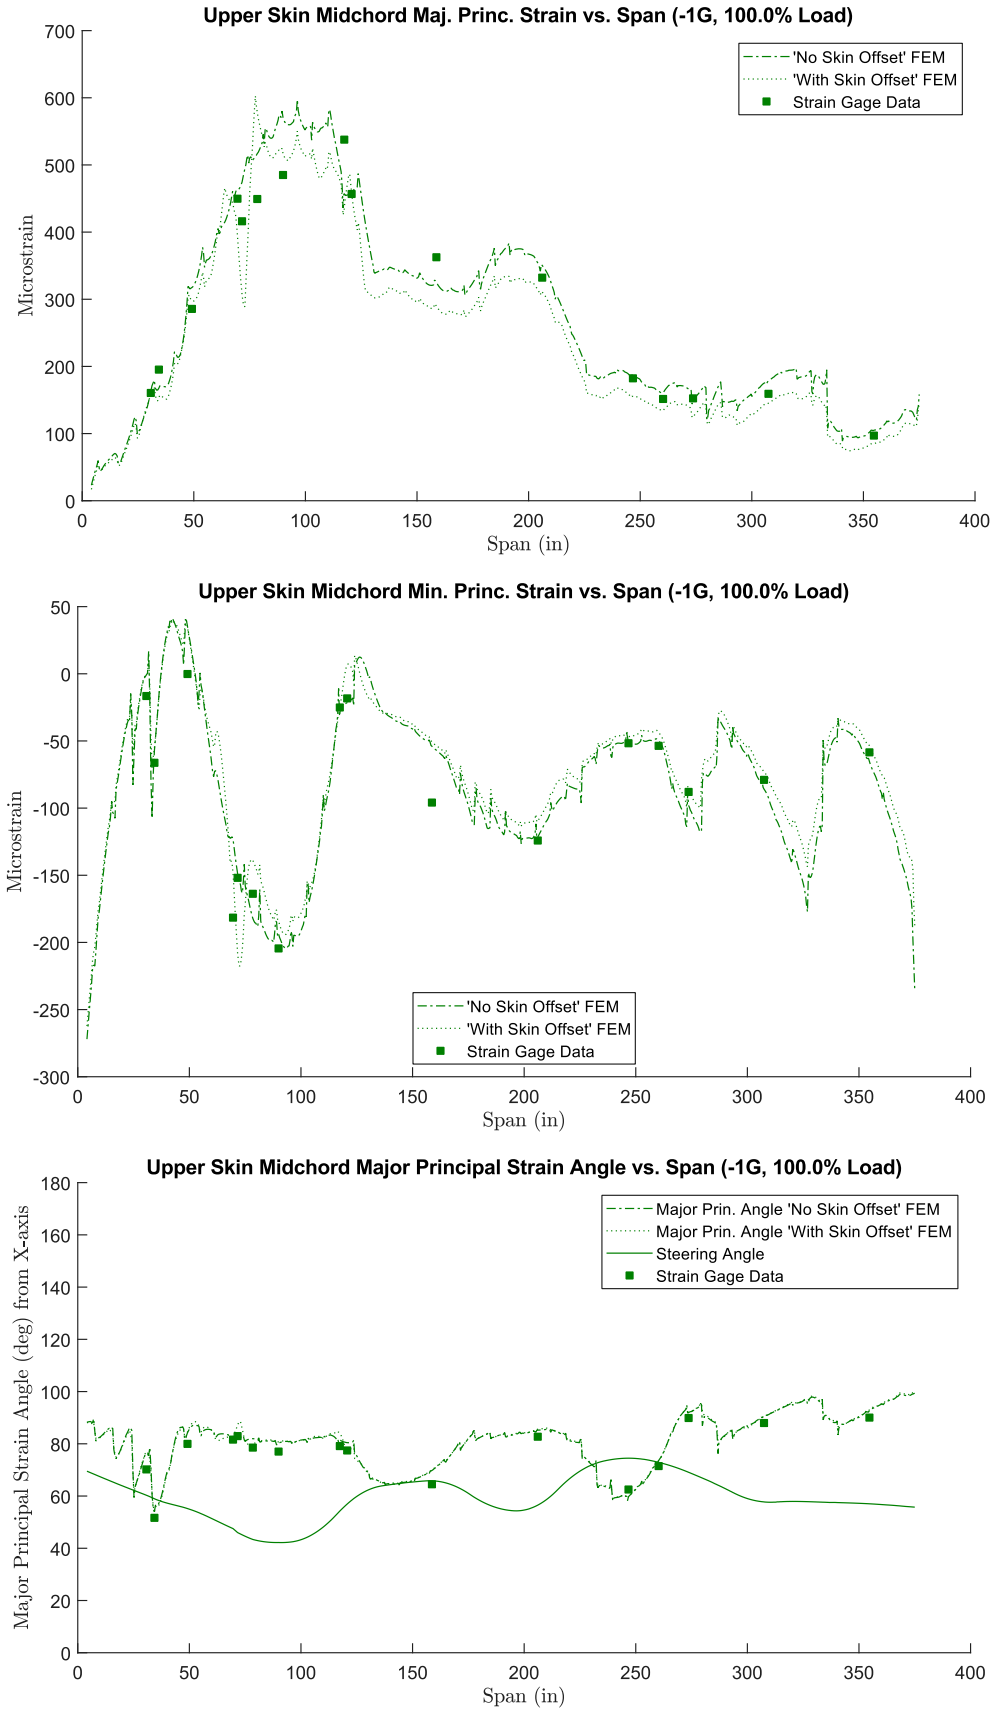 Upper Skin Midchord Maj. Princ. Strain vs. Span (-1G, 100.0% Load)
700
600
500
400
300
200
100
0
Microstrain
'No Skin Offset' FEM
'With Skin Offset' FEM
Strain Gage Data
0 50 100 150 200 250 300 350 400
Span (in)
Upper Skin Midchord Min. Princ. Strain vs. Span (-1G, 100.0% Load)
50
0
-50
-100
-150
-200
-250
-300
Microstrain
'No Skin Offset' FEM
'With Skin Offset' FEM
Strain Gage Data
0 50 100 150 200 250 300 350 400
Span (in)
Upper Skin Midchord Major Principal Strain Angle vs. Span (-1G, 100.0% Load)
180
160
140
120
100
80
60
40
20
0
Major Principal Strain Angle (deg) from X-axis
Major Prin. Angle 'No Skin Offset' FEM
Major Prin. Angle 'With Skin Offset' FEM
Steering Angle
Strain Gage Data
0 50 100 150 200 250 300 350 400
Span (in)